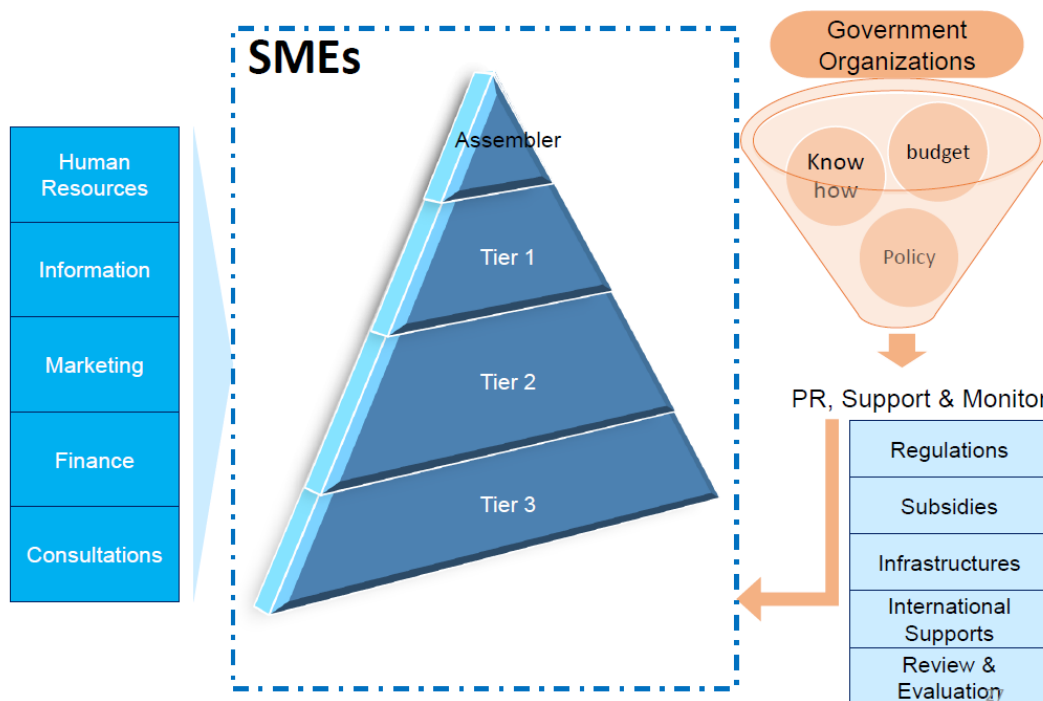 SMEs
Human
Resources
Information
Marketing
Finance
Consultations
Assembler
Tier 1
Tier 2
Tier 3
Government
Organizations
Know
how
budget
Policy
PR, Support & Monitor
Regulations
Subsidies
Infrastructures
International
Supports
Review &
Evaluation
27